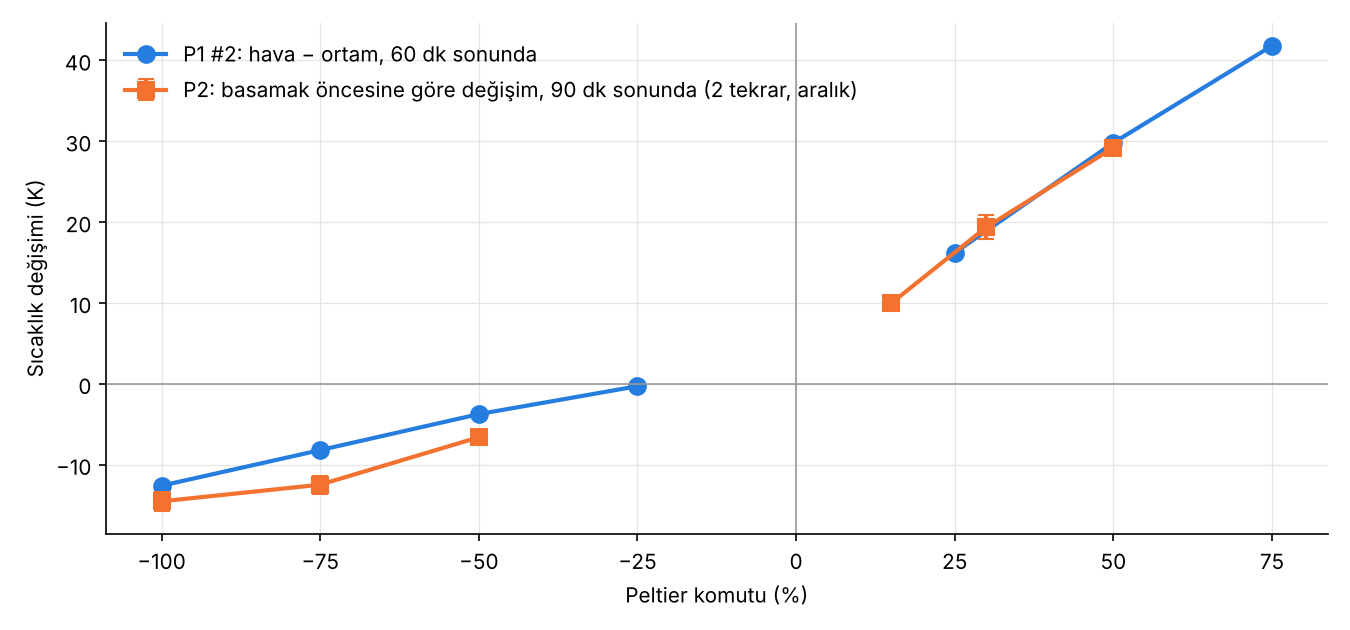 P1 #2: hava − ortam, 60 dk sonunda
P2: basamak öncesine göre değişim, 90 dk sonunda (2 tekrar, aralık)
40
30
20
10
0
−10
Sıcaklık değişimi (K)
−100 −75 −50 −25 0 25 50 75
Peltier komutu (%)